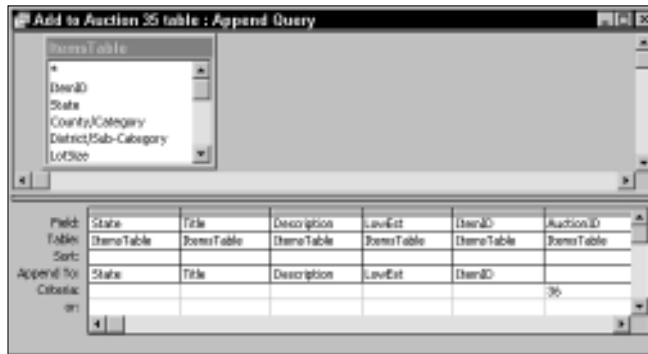 Add to Auction 35 table : Append Query
ItemsTable
*
ItemID
State
County/Category
District/Sub-Category
LotSize
Field: State Title Description LowEst ItemID AuctionID
Table: ItemsTable ItemsTable ItemsTable ItemsTable ItemsTable ItemsTable
Sort:
Append To: State Title Description LowEst ItemID
Criteria: 36
or: